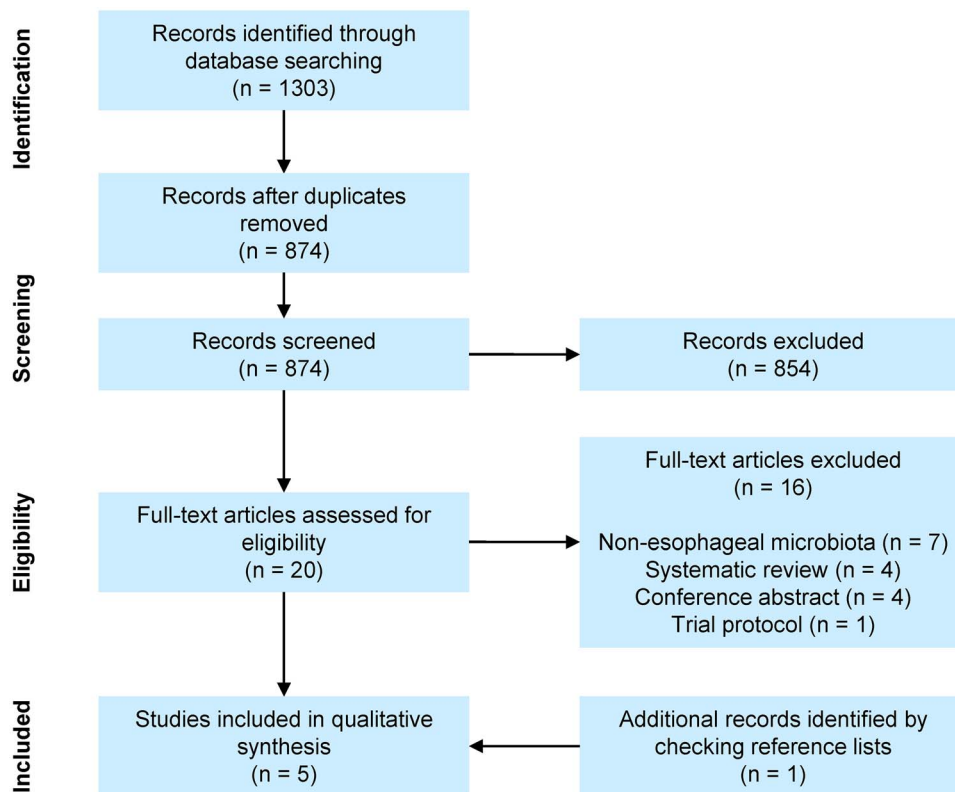 Identification
Records identified through
database searching
(n = 1303)
Records after duplicates
removed
(n = 874)
Screening
Records screened
(n = 874)
Records excluded
(n = 854)
Eligibility
Full-text articles assessed for
eligibility
(n = 20)
Full-text articles excluded
(n = 16)
Non-esophageal microbiota (n = 7)
Systematic review (n = 4)
Conference abstract (n = 4)
Trial protocol (n = 1)
Included
Studies included in qualitative
synthesis
(n = 5)
Additional records identified by
checking reference lists
(n = 1)